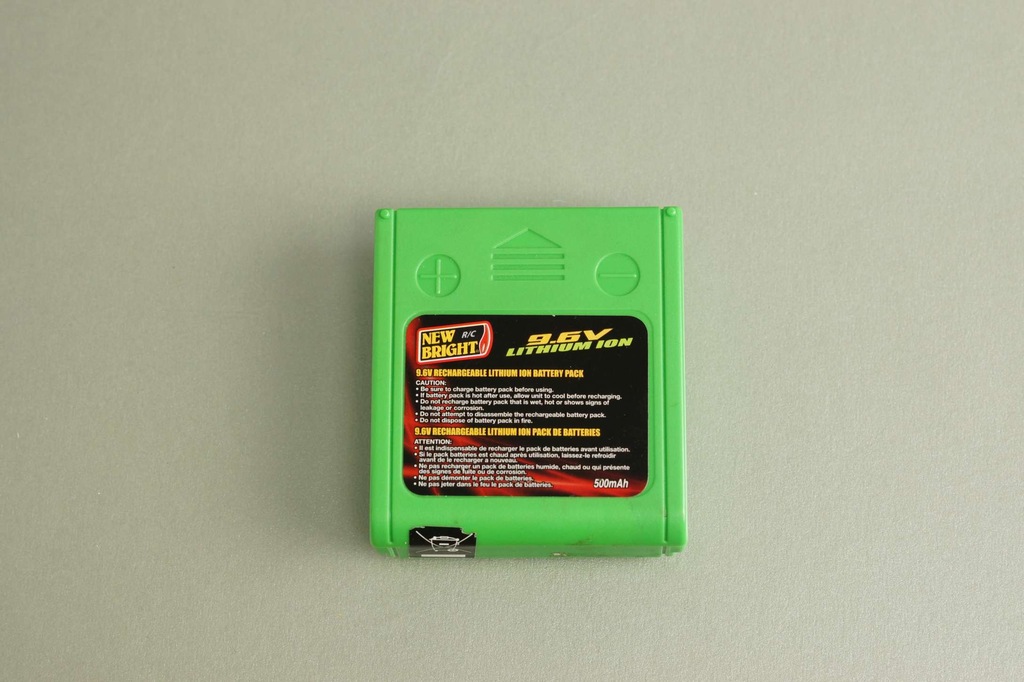 NEW R/C
BRIGHT
9.6V
LITHIUM ION
9.6V RECHARGEABLE LITHIUM ION BATTERY PACK
CAUTION:
• Be sure to charge battery pack before using.
• If battery pack is hot after use, allow unit to cool before recharging.
• Do not recharge battery pack that is wet, hot or shows signs of
leakage or corrosion.
• Do not attempt to disassemble the rechargeable battery pack.
• Do not dispose of battery pack in fire.
9.6V RECHARGEABLE LITHIUM ION PACK DE BATTERIES
ATTENTION:
• Il est indispensable de recharger le pack de batteries avant utilisation.
• Si le pack batteries est chaud après utilisation, laissez-le refroidir
avant de le recharger a nouveau.
• Ne pas recharger un pack de batteries humide, chaud ou qui présente
des signes de fuite ou de corrosion.
• Ne pas démonter le pack de batteries.
• Ne pas jeter dans le feu le pack de batteries.
500mAh